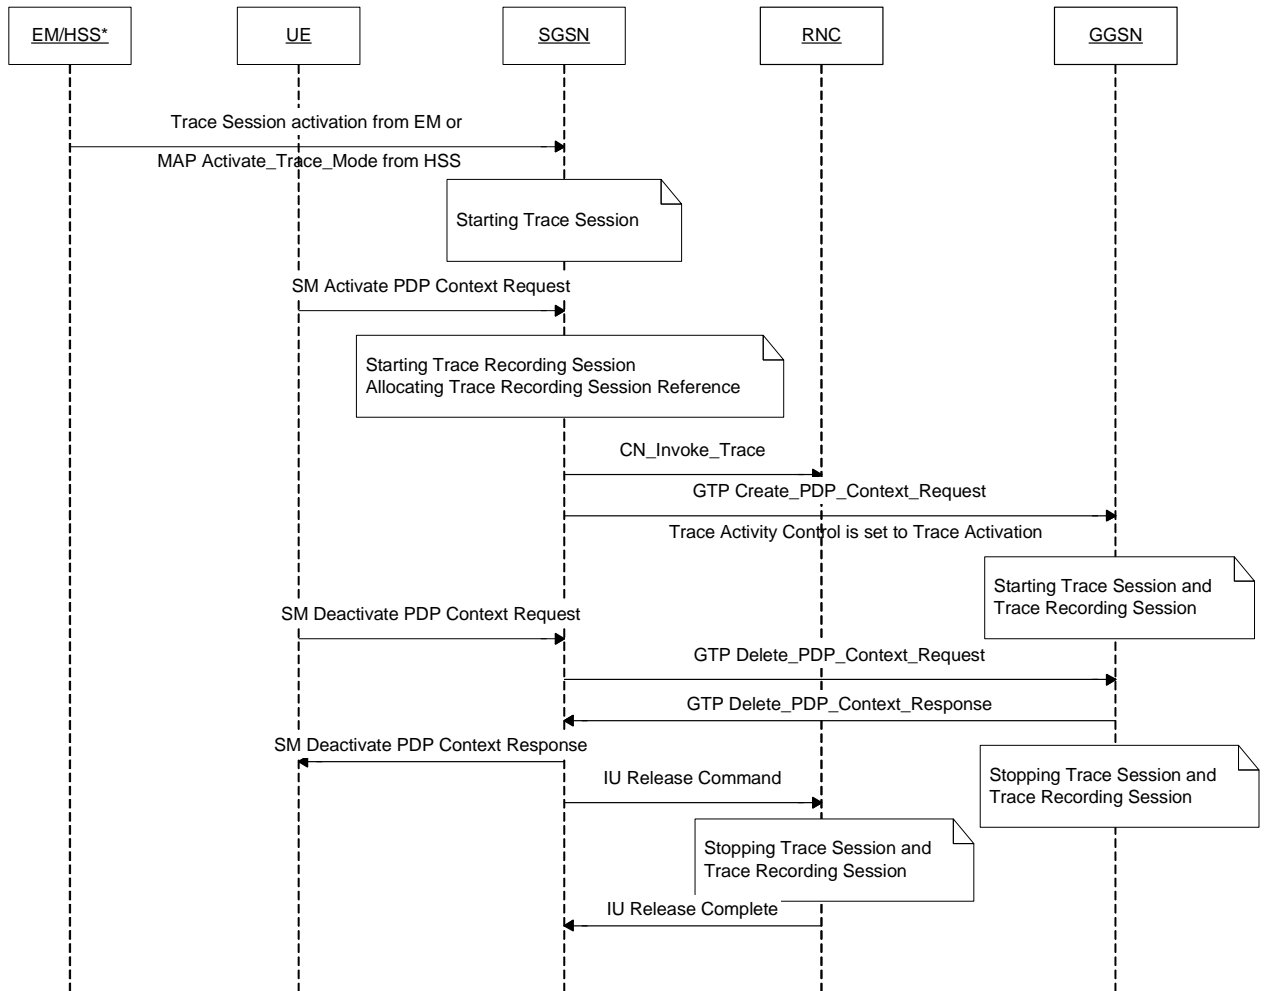 EM/HSS*
UE
SGSN
RNC
GGSN
Trace Session activation from EM or
MAP Activate_Trace_Mode from HSS
Starting Trace Session
SM Activate PDP Context Request
Starting Trace Recording Session
Allocating Trace Recording Session Reference
CN_Invoke_Trace
GTP Create_PDP_Context_Request
Trace Activity Control is set to Trace Activation
Starting Trace Session and
Trace Recording Session
SM Deactivate PDP Context Request
GTP Delete_PDP_Context_Request
GTP Delete_PDP_Context_Response
SM Deactivate PDP Context Response
Stopping Trace Session and
Trace Recording Session
IU Release Command
Stopping Trace Session and
Trace Recording Session
IU Release Complete